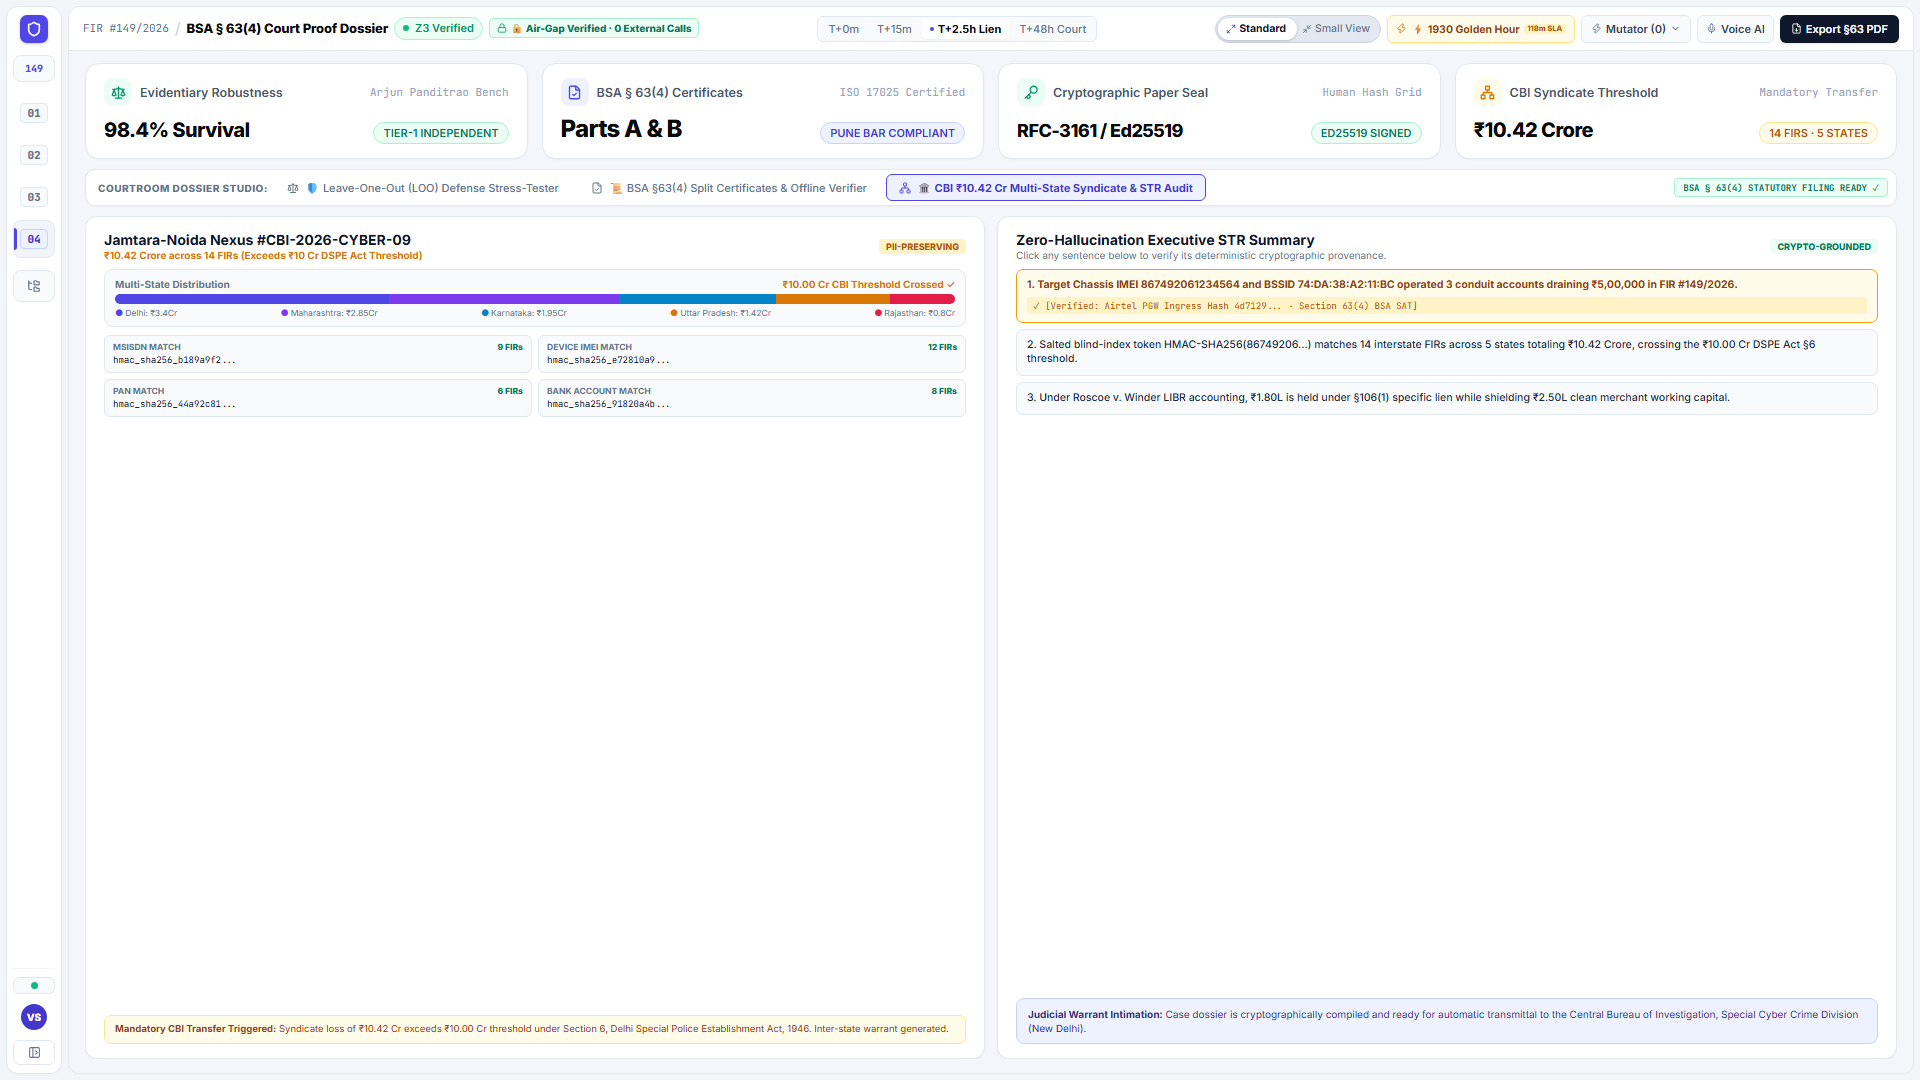 FIR #149/2026 / BSA § 63(4) Court Proof Dossier
Z3 Verified
Air-Gap Verified · 0 External Calls
T+0m
T+15m
• T+2.5h Lien
T+48h Court
Standard
Small View
1930 Golden Hour 118m SLA
Mutator (0)
Voice AI
Export §63 PDF
149
01
02
03
04
VS
Evidentiary Robustness
Arjun Panditrao Bench
98.4% Survival
TIER-1 INDEPENDENT
BSA § 63(4) Certificates
ISO 17025 Certified
Parts A & B
PUNE BAR COMPLIANT
Cryptographic Paper Seal
Human Hash Grid
RFC-3161 / Ed25519
ED25519 SIGNED
CBI Syndicate Threshold
Mandatory Transfer
₹10.42 Crore
14 FIRS · 5 STATES
COURTROOM DOSSIER STUDIO:
Leave-One-Out (LOO) Defense Stress-Tester
BSA §63(4) Split Certificates & Offline Verifier
CBI ₹10.42 Cr Multi-State Syndicate & STR Audit
BSA § 63(4) STATUTORY FILING READY ✓
Jamtara-Noida Nexus #CBI-2026-CYBER-09
₹10.42 Crore across 14 FIRs (Exceeds ₹10 Cr DSPE Act Threshold)
PII-PRESERVING
Multi-State Distribution
₹10.00 Cr CBI Threshold Crossed ✓
Delhi: ₹3.4Cr
Maharashtra: ₹2.85Cr
Karnataka: ₹1.95Cr
Uttar Pradesh: ₹1.42Cr
Rajasthan: ₹0.8Cr
MSISDN MATCH
9 FIRs
hmac_sha256_b189a9f2...
DEVICE IMEI MATCH
12 FIRs
hmac_sha256_e72810a9...
PAN MATCH
6 FIRs
hmac_sha256_44a92c81...
BANK ACCOUNT MATCH
8 FIRs
hmac_sha256_91820a4b...
Mandatory CBI Transfer Triggered: Syndicate loss of ₹10.42 Cr exceeds ₹10.00 Cr threshold under Section 6, Delhi Special Police Establishment Act, 1946. Inter-state warrant generated.
Zero-Hallucination Executive STR Summary
Click any sentence below to verify its deterministic cryptographic provenance.
CRYPTO-GROUNDED
1. Target Chassis IMEI 867492061234564 and BSSID 74:DA:38:A2:11:BC operated 3 conduit accounts draining ₹5,00,000 in FIR #149/2026.
✓ [Verified: Airtel PGW Ingress Hash 4d7129... · Section 63(4) BSA SAT]
2. Salted blind-index token HMAC-SHA256(86749206...) matches 14 interstate FIRs across 5 states totaling ₹10.42 Crore, crossing the ₹10.00 Cr DSPE Act §6
threshold.
3. Under Roscoe v. Winder LIBR accounting, ₹1.80L is held under §106(1) specific lien while shielding ₹2.50L clean merchant working capital.
Judicial Warrant Intimation: Case dossier is cryptographically compiled and ready for automatic transmittal to the Central Bureau of Investigation, Special Cyber Crime Division
(New Delhi).